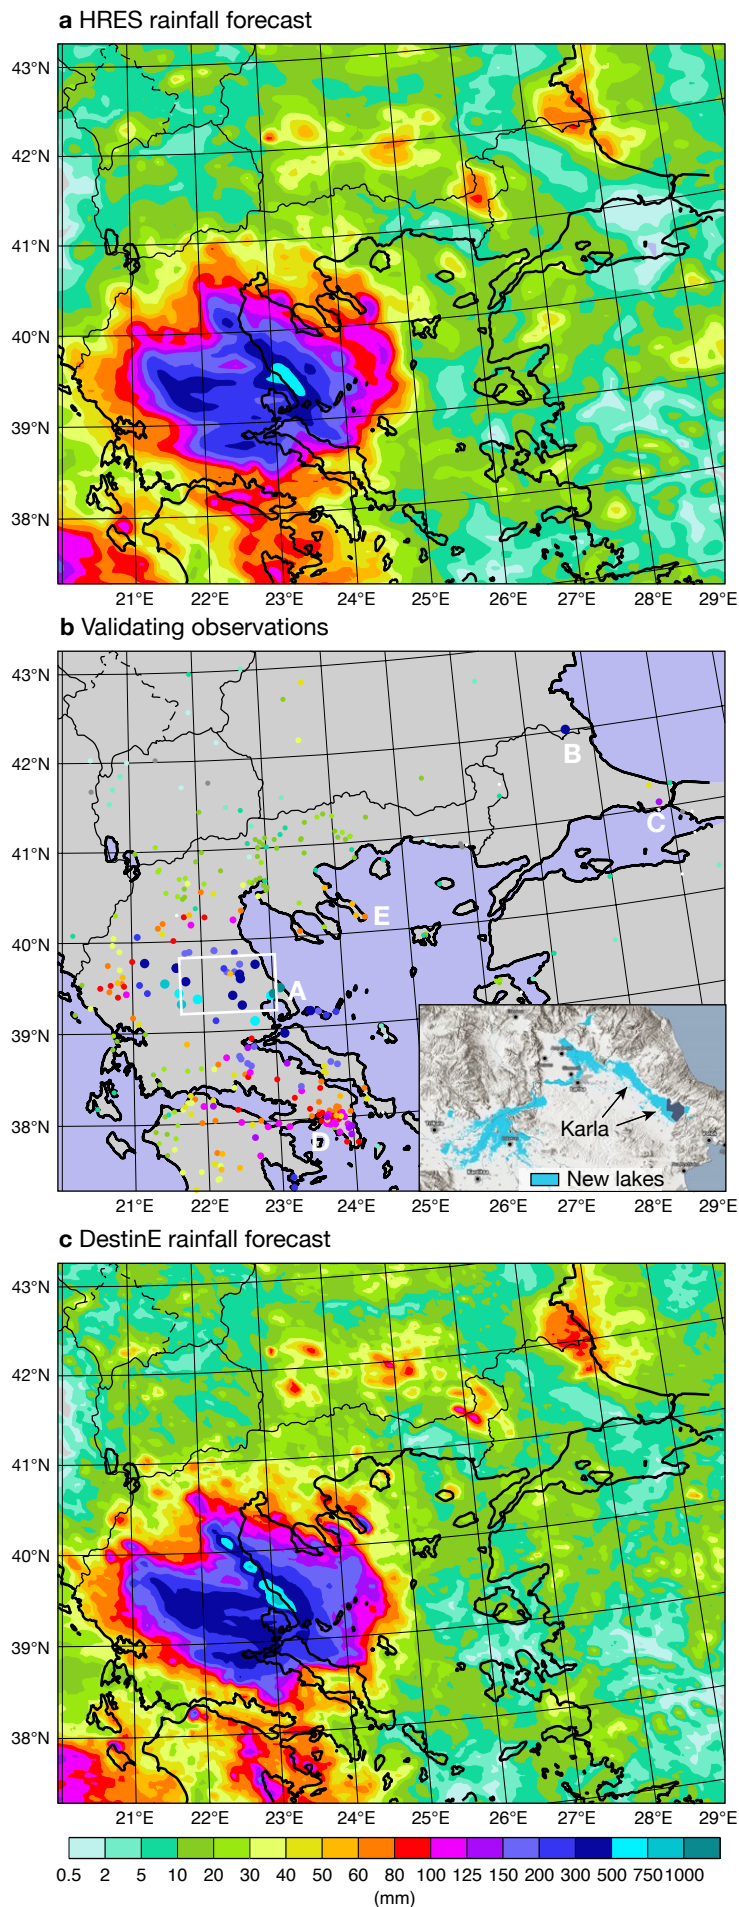 a HRES rainfall forecast
43°N
42°N
41°N
40°N
39°N
38°N
21°E 22°E 23°E 24°E 25°E 26°E 27°E 28°E 29°E
b Validating observations
43°N
B
42°N
C
41°N
E
40°N
A
39°N
Karla
38°N
D
New lakes
21°E 22°E 23°E 24°E 25°E 26°E 27°E 28°E 29°E
c DestinE rainfall forecast
43°N
42°N
41°N
40°N
39°N
38°N
21°E 22°E 23°E 24°E 25°E 26°E 27°E 28°E 29°E
0.5 2 5 10 20 30 40 50 60 80 100 125 150 200 300 500 750 1000
(mm)